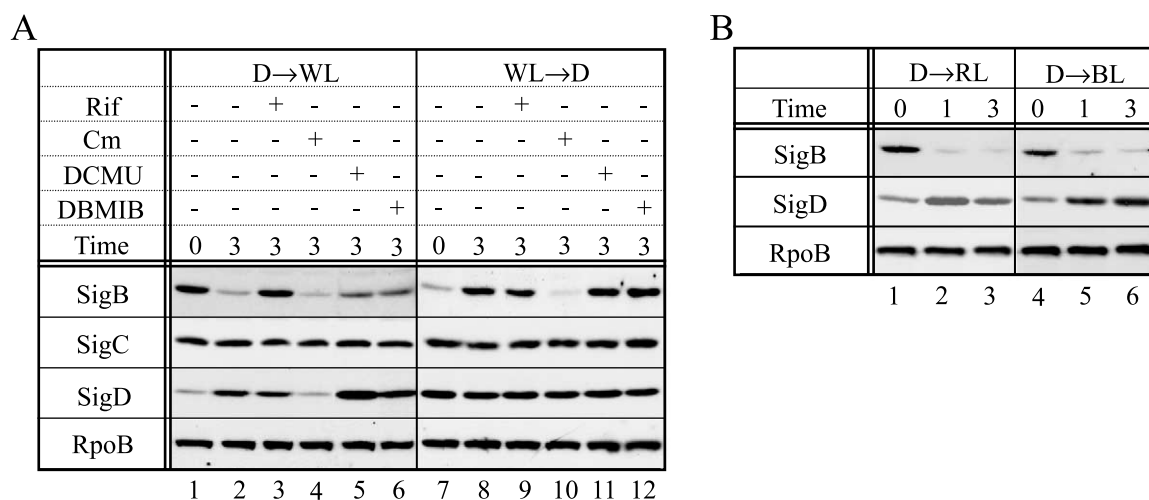 A
D→WL WL→D
Rif - - + - - - - - + - - -
Cm - - - + - - - - - + - -
DCMU - - - - + - - - - - + -
DBMIB - - - - - + - - - - - +
Time 0 3 3 3 3 3 0 3 3 3 3 3
SigB
SigC
SigD
RpoB
1 2 3 4 5 6 7 8 9 10 11 12
B
D→RL D→BL
Time 0 1 3 0 1 3
SigB
SigD
RpoB
1 2 3 4 5 6